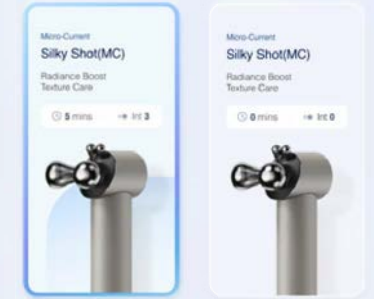 Micro-Current
Silky Shot(MC)
Radiance Boost
Texture Care
5 mins
Int 3
Micro-Current
Silky Shot(MC)
Radiance Boost
Texture Care
0 mins
Int 0